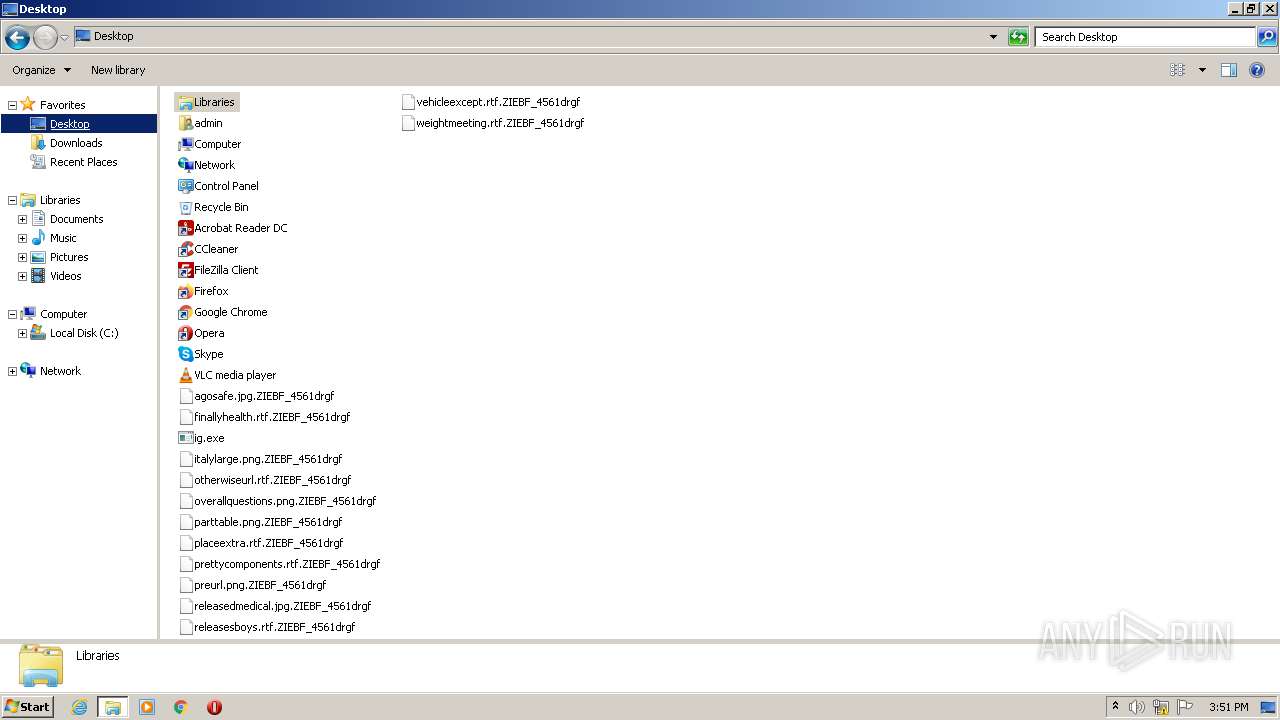 Desktop
Desktop
Search Desktop
Organize
New library
Favorites
Desktop
Downloads
Recent Places
Libraries
Documents
Music
Pictures
Videos
Computer
Local Disk (C:)
Network
Libraries
admin
Computer
Network
Control Panel
Recycle Bin
Acrobat Reader DC
CCleaner
FileZilla Client
Firefox
Google Chrome
Opera
Skype
VLC media player
agosafe.jpg.ZIEBF_4561drgf
finallyhealth.rtf.ZIEBF_4561drgf
ig.exe
italylarge.png.ZIEBF_4561drgf
otherwiseurl.rtf.ZIEBF_4561drgf
overallquestions.png.ZIEBF_4561drgf
parttable.png.ZIEBF_4561drgf
placeextra.rtf.ZIEBF_4561drgf
prettycomponents.rtf.ZIEBF_4561drgf
preurl.png.ZIEBF_4561drgf
releasedmedical.jpg.ZIEBF_4561drgf
releasesboys.rtf.ZIEBF_4561drgf
vehicleexcept.rtf.ZIEBF_4561drgf
weightmeeting.rtf.ZIEBF_4561drgf
Libraries
ANY RUN
Start
3:51 PM